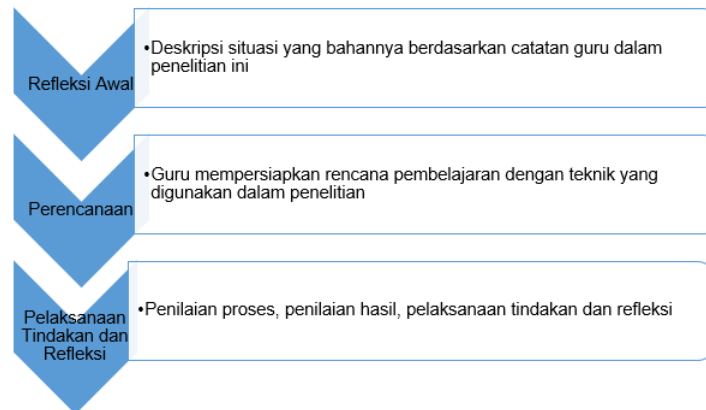 Refleksi Awal
•Deskripsi situasi yang bahannya berdasarkan catatan guru dalam
penelitian ini
Perencanaan
•Guru mempersiapkan rencana pembelajaran dengan teknik yang
digunakan dalam penelitian
Pelaksanaan
Tindakan dan
Refleksi
•Penilaian proses, penilaian hasil, pelaksanaan tindakan dan refleksi